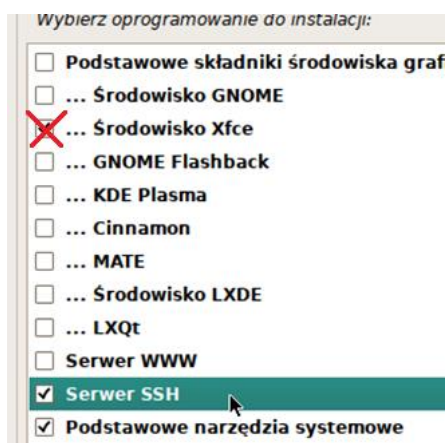 Wybierz oprogramowanie do instalacji:
Podstawowe składniki środowiska graf
... Środowisko GNOME
... Środowisko Xfce
... GNOME Flashback
... KDE Plasma
... Cinnamon
... MATE
... Środowisko LXDE
... LXQt
Serwer WWW
Serwer SSH
Podstawowe narzędzia systemowe